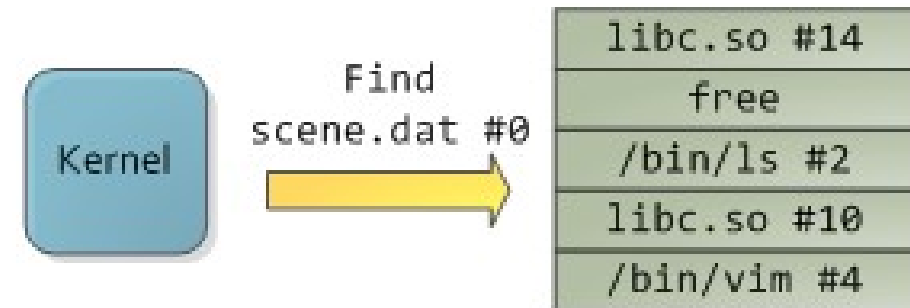 Kernel
Find
scene.dat #0
libc.so #14
free
/bin/ls #2
libc.so #10
/bin/vim #4